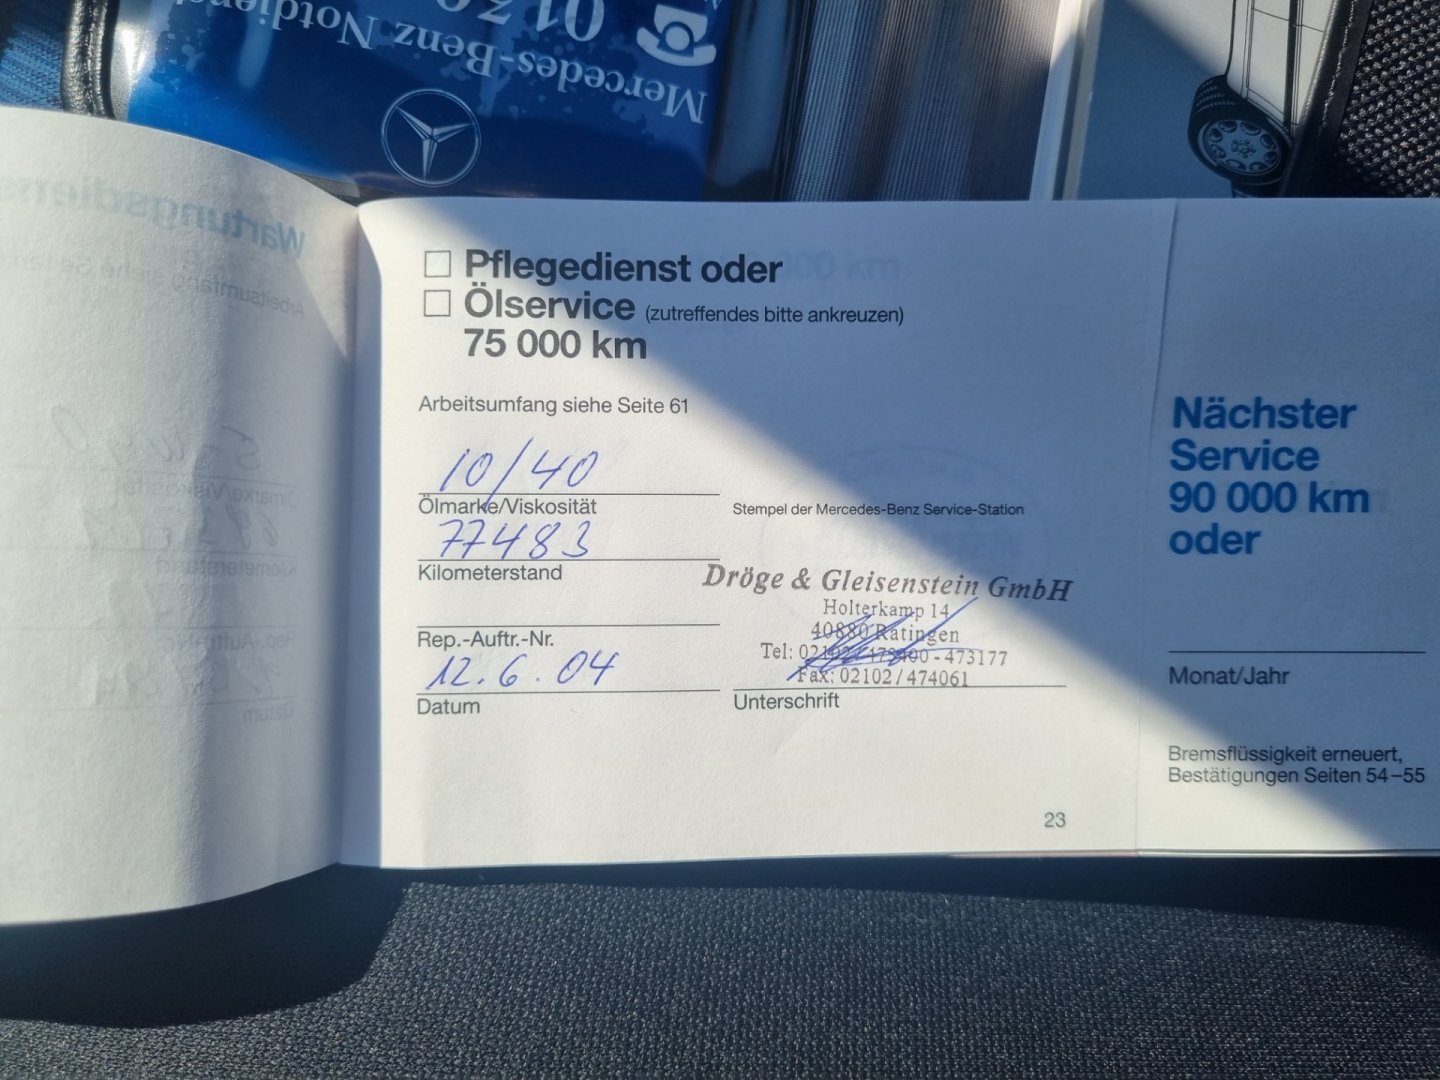 Mercedes-Benz Notdienst
Pflegedienst oder
Ölservice (zutreffendes bitte ankreuzen)
75 000 km
Arbeitsumfang siehe Seite 61
10/40
Ölmarke/Viskosität
77483
Kilometerstand
Rep.-Auftr.-Nr.
12.6.04
Datum
Stempel der Mercedes-Benz Service-Station
Dröge & Gleisenstein GmbH
Holterkamp 14
40880 Ratingen
Tel: - 473177
Fax: 02102/474061
Unterschrift
23
Nächster
Service
90 000 km
oder
Monat/Jahr
Bremsflüssigkeit erneuert,
Bestätigungen Seiten 54–55